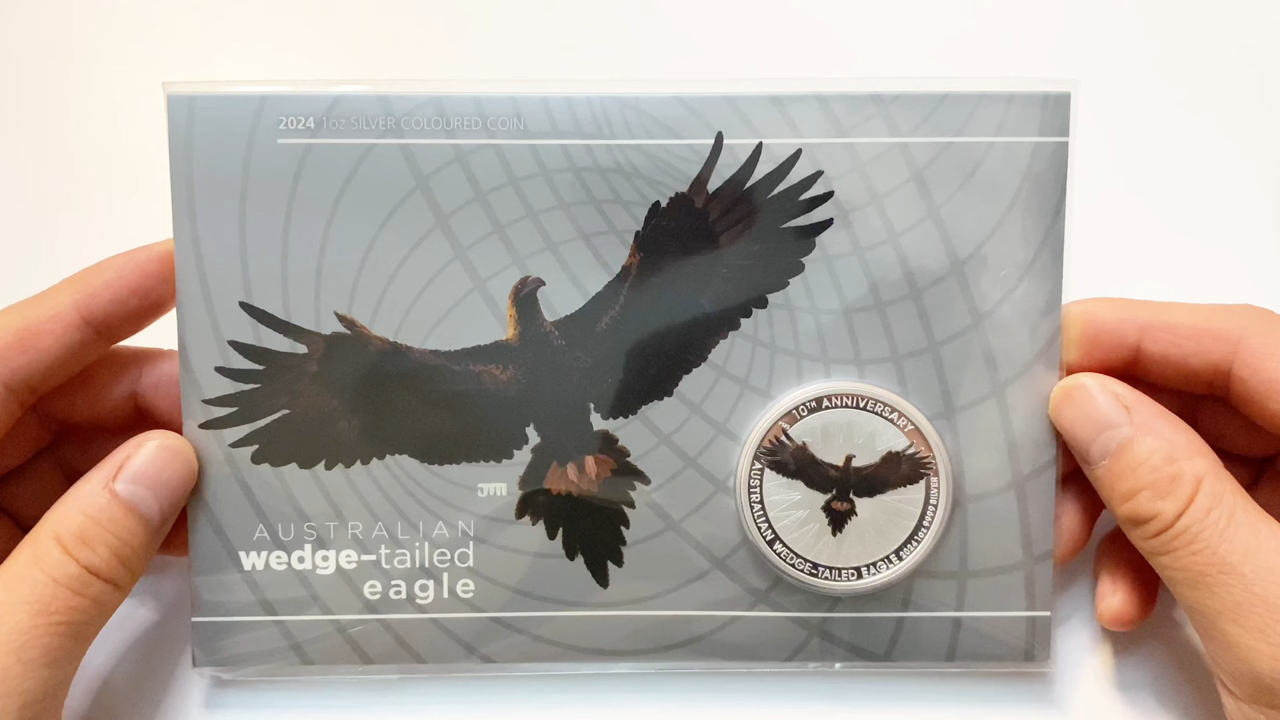 2024 1oz SILVER COLOURED COIN
JM
AUSTRALIAN
wedge-tailed
eagle
10TH ANNIVERSARY
AUSTRALIAN WEDGE-TAILED EAGLE 2024 1oz 9999 SILVER